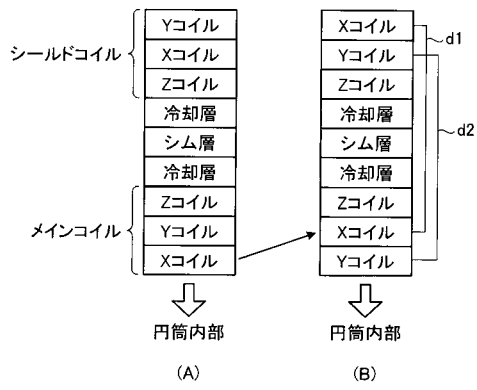 Yコイル
Xコイル
Zコイル
冷却層
シム層
冷却層
Zコイル
Yコイル
Xコイル
シールドコイル
メインコイル
円筒内部
(A)
Xコイル
Yコイル
Zコイル
冷却層
シム層
冷却層
Zコイル
Xコイル
Yコイル
d1
d2
円筒内部
(B)